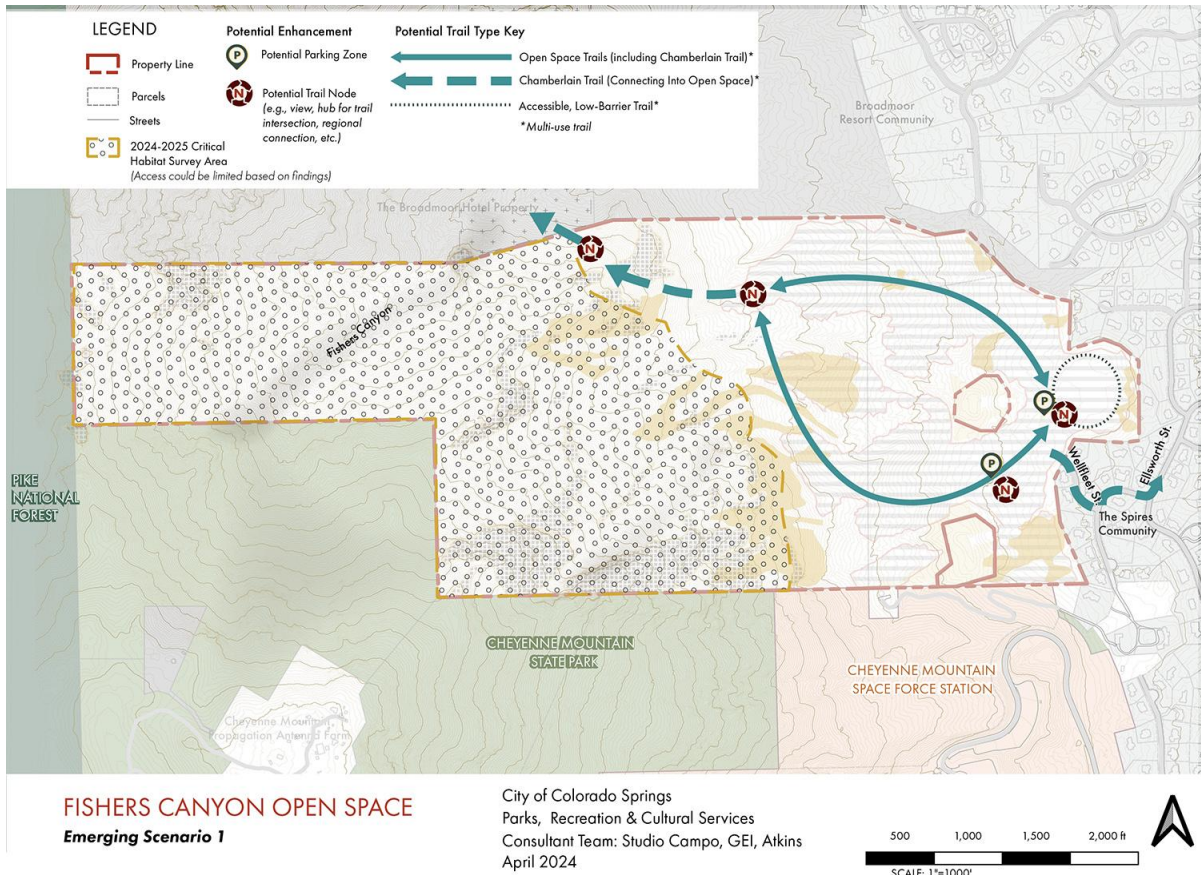 LEGEND
Property Line
Parcels
Streets
2024-2025 Critical
Habitat Survey Area
(Access could be limited based on findings)
Potential Enhancement
P
Potential Parking Zone
N
Potential Trail Node
(e.g., view, hub for trail
intersection, regional
connection, etc.)
Potential Trail Type Key
Open Space Trails (including Chamberlain Trail)*
Chamberlain Trail (Connecting Into Open Space)*
Accessible, Low-Barrier Trail*
*Multi-use trail
Broadmoor
Resort Community
The Broadmoor Hotel Property
N
N
Fishers Canyon
P
N
P
N
Wellfleet St.
Ellsworth St.
The Spires
Community
PIKE
NATIONAL
FOREST
CHEYENNE MOUNTAIN
STATE PARK
CHEYENNE MOUNTAIN
SPACE FORCE STATION
Cheyenne Mountain
Propagation Antenna Farm
FISHERS CANYON OPEN SPACE
Emerging Scenario 1
City of Colorado Springs
Parks, Recreation & Cultural Services
Consultant Team: Studio Campo, GEI, Atkins
April 2024
500 1,000 1,500 2,000 ft
SCALE: 1"=1000'